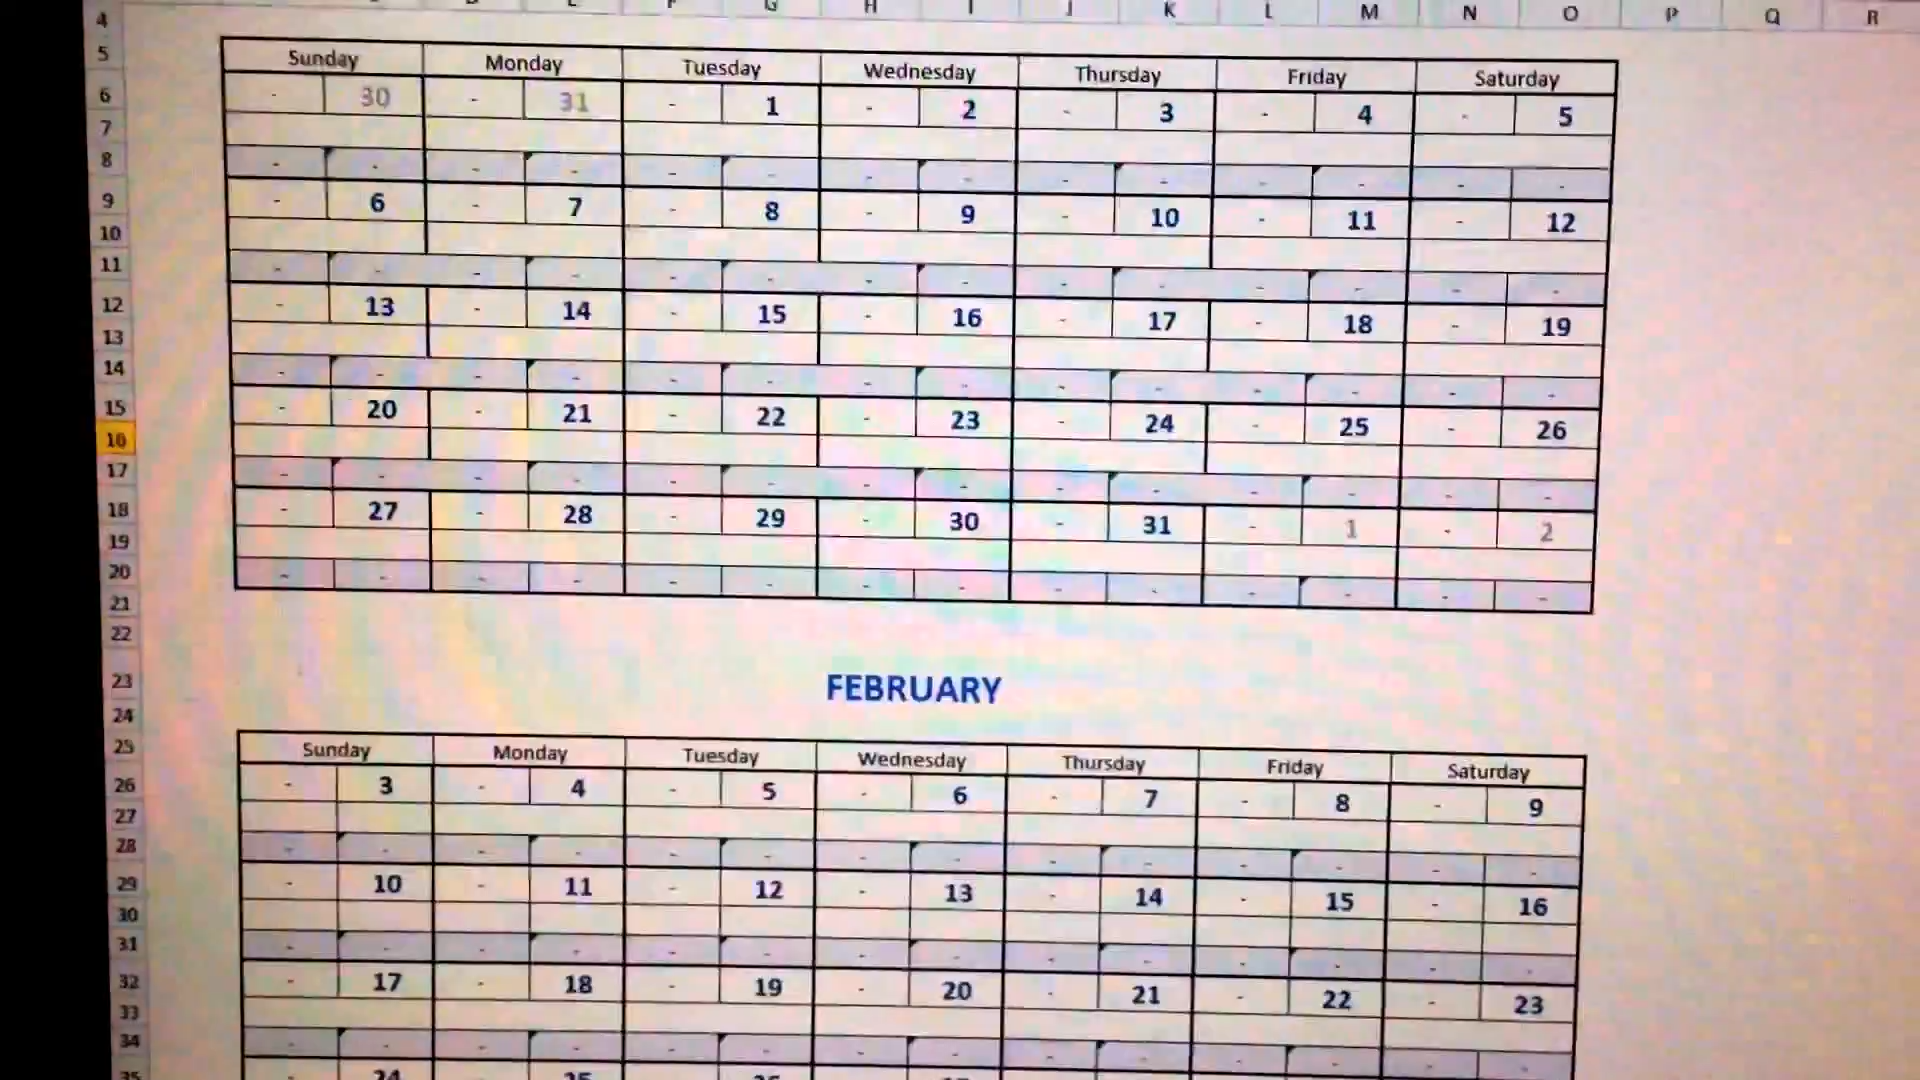 G H I J K L M N O P Q R
4
5 Sunday Monday Tuesday Wednesday Thursday Friday Saturday
6 - 30 - 31 - 1 - 2 - 3 - 4 - 5
7
8 - - - - - - - - - - - - - -
9 - 6 - 7 - 8 - 9 - 10 - 11 - 12
10
11 - - - - - - - - - - - - - -
12 - 13 - 14 - 15 - 16 - 17 - 18 - 19
13
14 - - - - - - - - - - - - - -
15 - 20 - 21 - 22 - 23 - 24 - 25 - 26
16
17 - - - - - - - - - - - - - -
18 - 27 - 28 - 29 - 30 - 31 - 1 - 2
19
20 - - - - - - - - - - - - - -
21
22
23 FEBRUARY
24
25 Sunday Monday Tuesday Wednesday Thursday Friday Saturday
26 - 3 - 4 - 5 - 6 - 7 - 8 - 9
27
28 - - - - - - - - - - - - - -
29 - 10 - 11 - 12 - 13 - 14 - 15 - 16
30
31 - - - - - - - - - - - - - -
32 - 17 - 18 - 19 - 20 - 21 - 22 - 23
33
34 - - - - - - - - - - - - - -
35 - 24 - 25 - 26